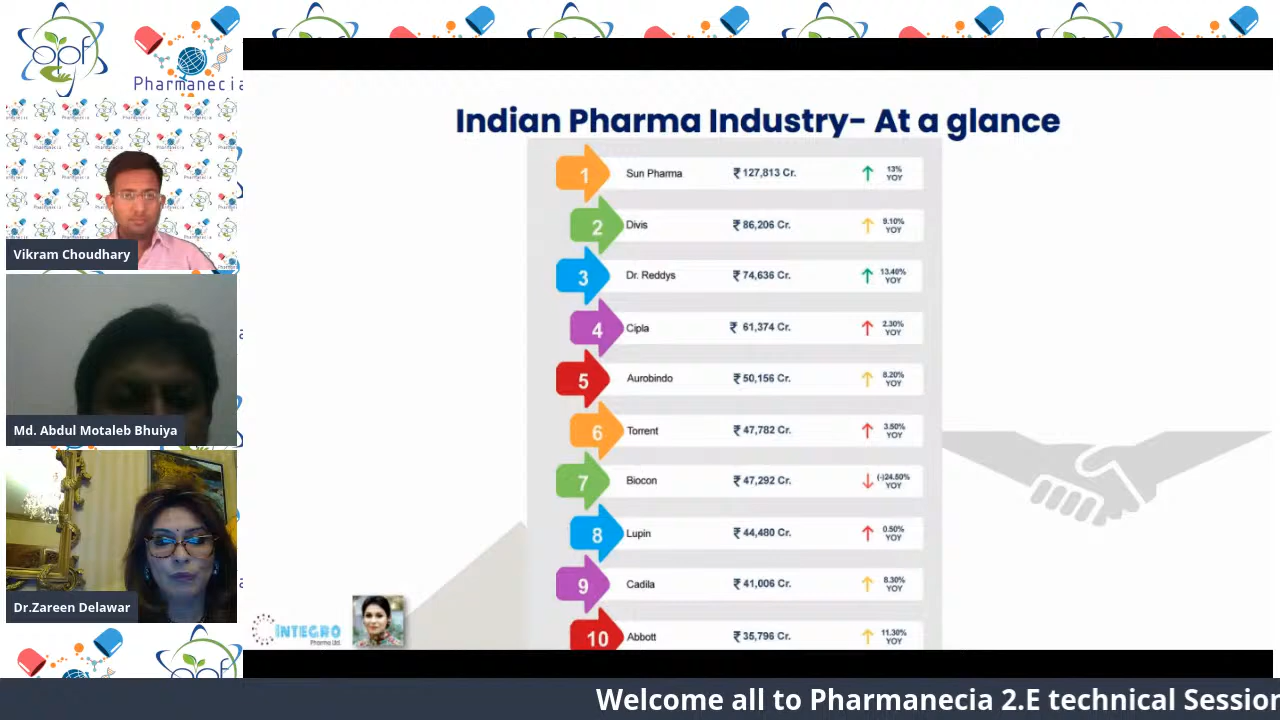 opf
Pharmanecia
Vikram Choudhary
Md. Abdul Motaleb Bhuiya
Dr.Zareen Delawar
Indian Pharma Industry- At a glance
1 Sun Pharma ₹ 127,813 Cr. 13% YOY
2 Divis ₹ 86,206 Cr. 9.10% YOY
3 Dr. Reddys ₹ 74,636 Cr. 13.40% YOY
4 Cipla ₹ 61,374 Cr. 2.30% YOY
5 Aurobindo ₹ 50,156 Cr. 8.20% YOY
6 Torrent ₹ 47,782 Cr. 3.50% YOY
7 Biocon ₹ 47,292 Cr. (-)24.50% YOY
8 Lupin ₹ 44,480 Cr. 0.50% YOY
9 Cadila ₹ 41,006 Cr. 8.30% YOY
10 Abbott ₹ 35,796 Cr. 11.30% YOY
INTEGRO
Pharma Ltd.
Welcome all to Pharmanecia 2.E technical Session